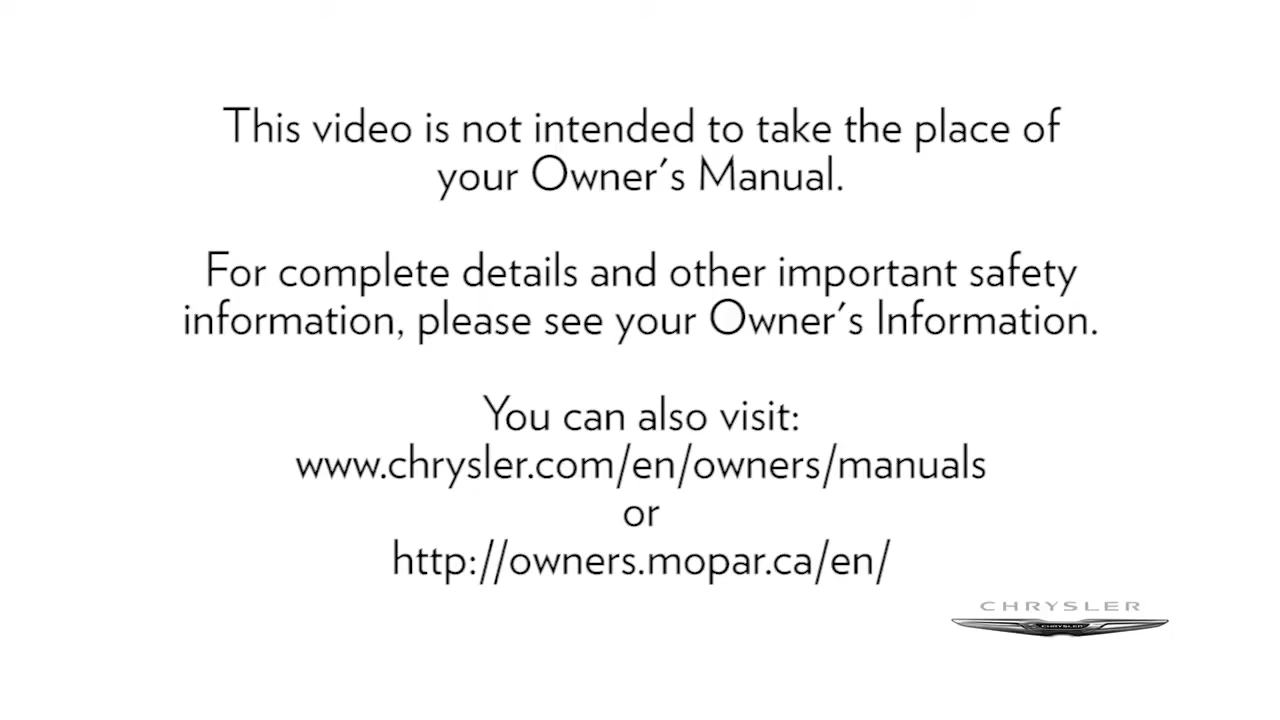 This video is not intended to take the place of
your Owner's Manual.
For complete details and other important safety
information, please see your Owner's Information.
You can also visit:
www.chrysler.com/en/owners/manuals
or
http://owners.mopar.ca/en/
CHRYSLER
CHRYSLER